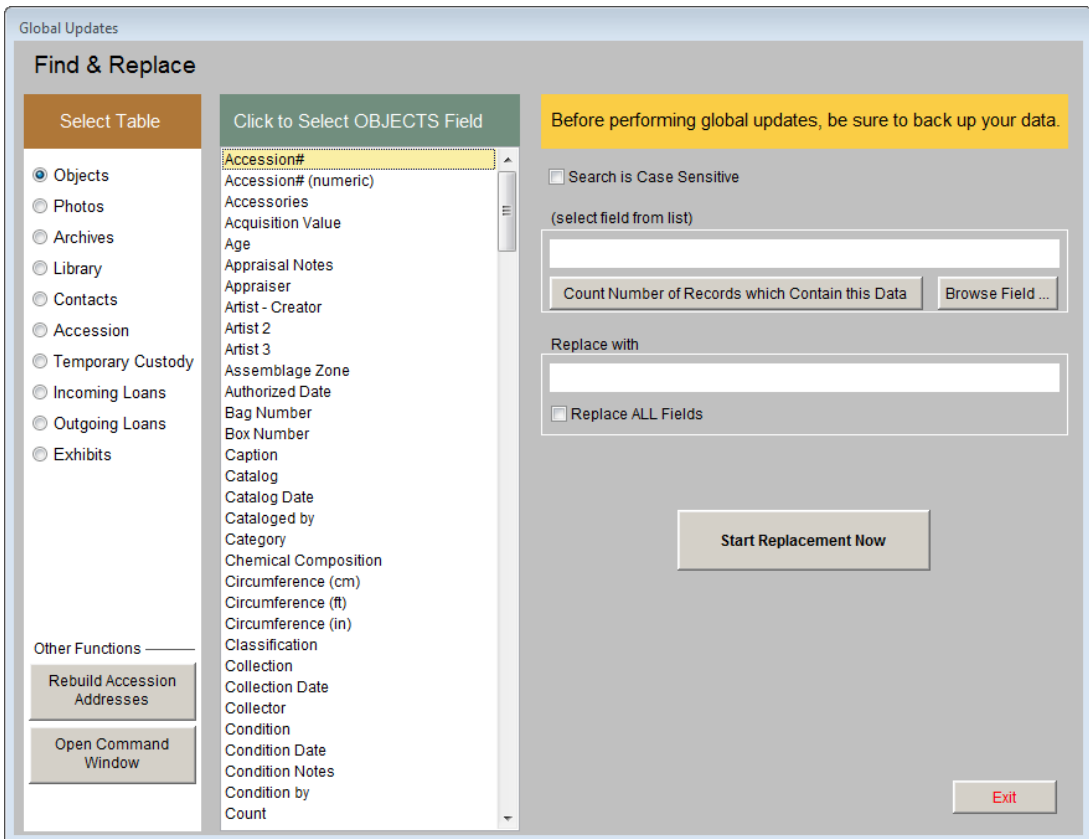 Global Updates
Find & Replace
Select Table
Objects
Photos
Archives
Library
Contacts
Accession
Temporary Custody
Incoming Loans
Outgoing Loans
Exhibits
Other Functions
Rebuild Accession
Addresses
Open Command
Window
Click to Select OBJECTS Field
Accession#
Accession# (numeric)
Accessories
Acquisition Value
Age
Appraisal Notes
Appraiser
Artist - Creator
Artist 2
Artist 3
Assemblage Zone
Authorized Date
Bag Number
Box Number
Caption
Catalog
Catalog Date
Cataloged by
Category
Chemical Composition
Circumference (cm)
Circumference (ft)
Circumference (in)
Classification
Collection
Collection Date
Collector
Condition
Condition Date
Condition Notes
Condition by
Count
Before performing global updates, be sure to back up your data.
Search is Case Sensitive
(select field from list)
Count Number of Records which Contain this Data
Browse Field ...
Replace with
Replace ALL Fields
Start Replacement Now
Exit